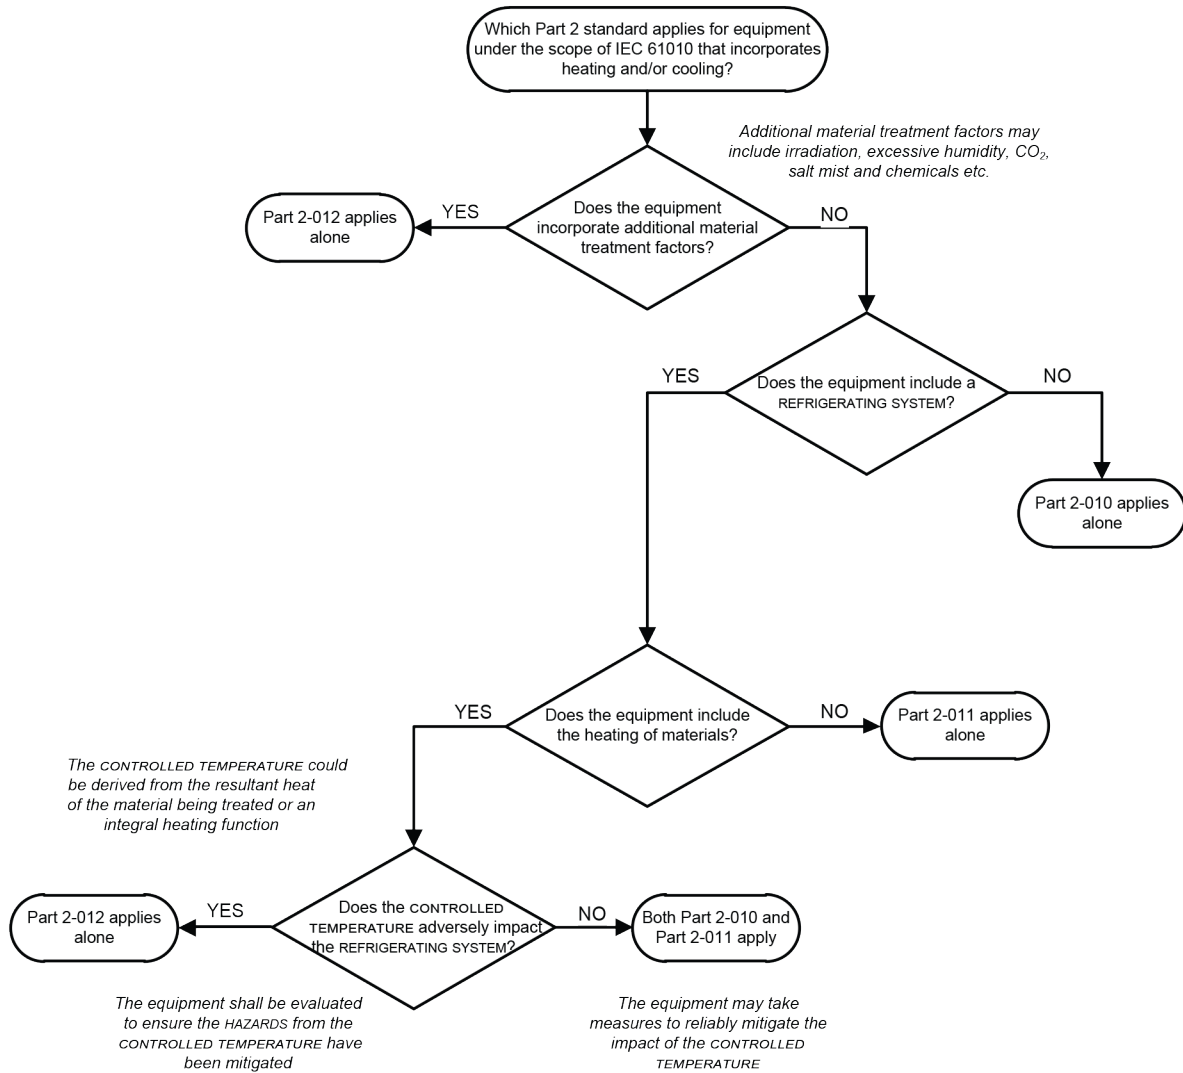 Which Part 2 standard applies for equipment
under the scope of IEC 61010 that incorporates
heating and/or cooling?
Additional material treatment factors may
include irradiation, excessive humidity, CO₂,
salt mist and chemicals etc.
Part 2-012 applies
alone
YES
Does the equipment
incorporate additional material
treatment factors?
NO
YES
Does the equipment include a
REFRIGERATING SYSTEM?
NO
Part 2-010 applies
alone
YES
Does the equipment include
the heating of materials?
NO
Part 2-011 applies
alone
The CONTROLLED TEMPERATURE could
be derived from the resultant heat
of the material being treated or an
integral heating function
Part 2-012 applies
alone
YES
Does the CONTROLLED
TEMPERATURE adversely impact
the REFRIGERATING SYSTEM?
NO
Both Part 2-010 and
Part 2-011 apply
The equipment shall be evaluated
to ensure the HAZARDS from the
CONTROLLED TEMPERATURE have
been mitigated
The equipment may take
measures to reliably mitigate the
impact of the CONTROLLED
TEMPERATURE